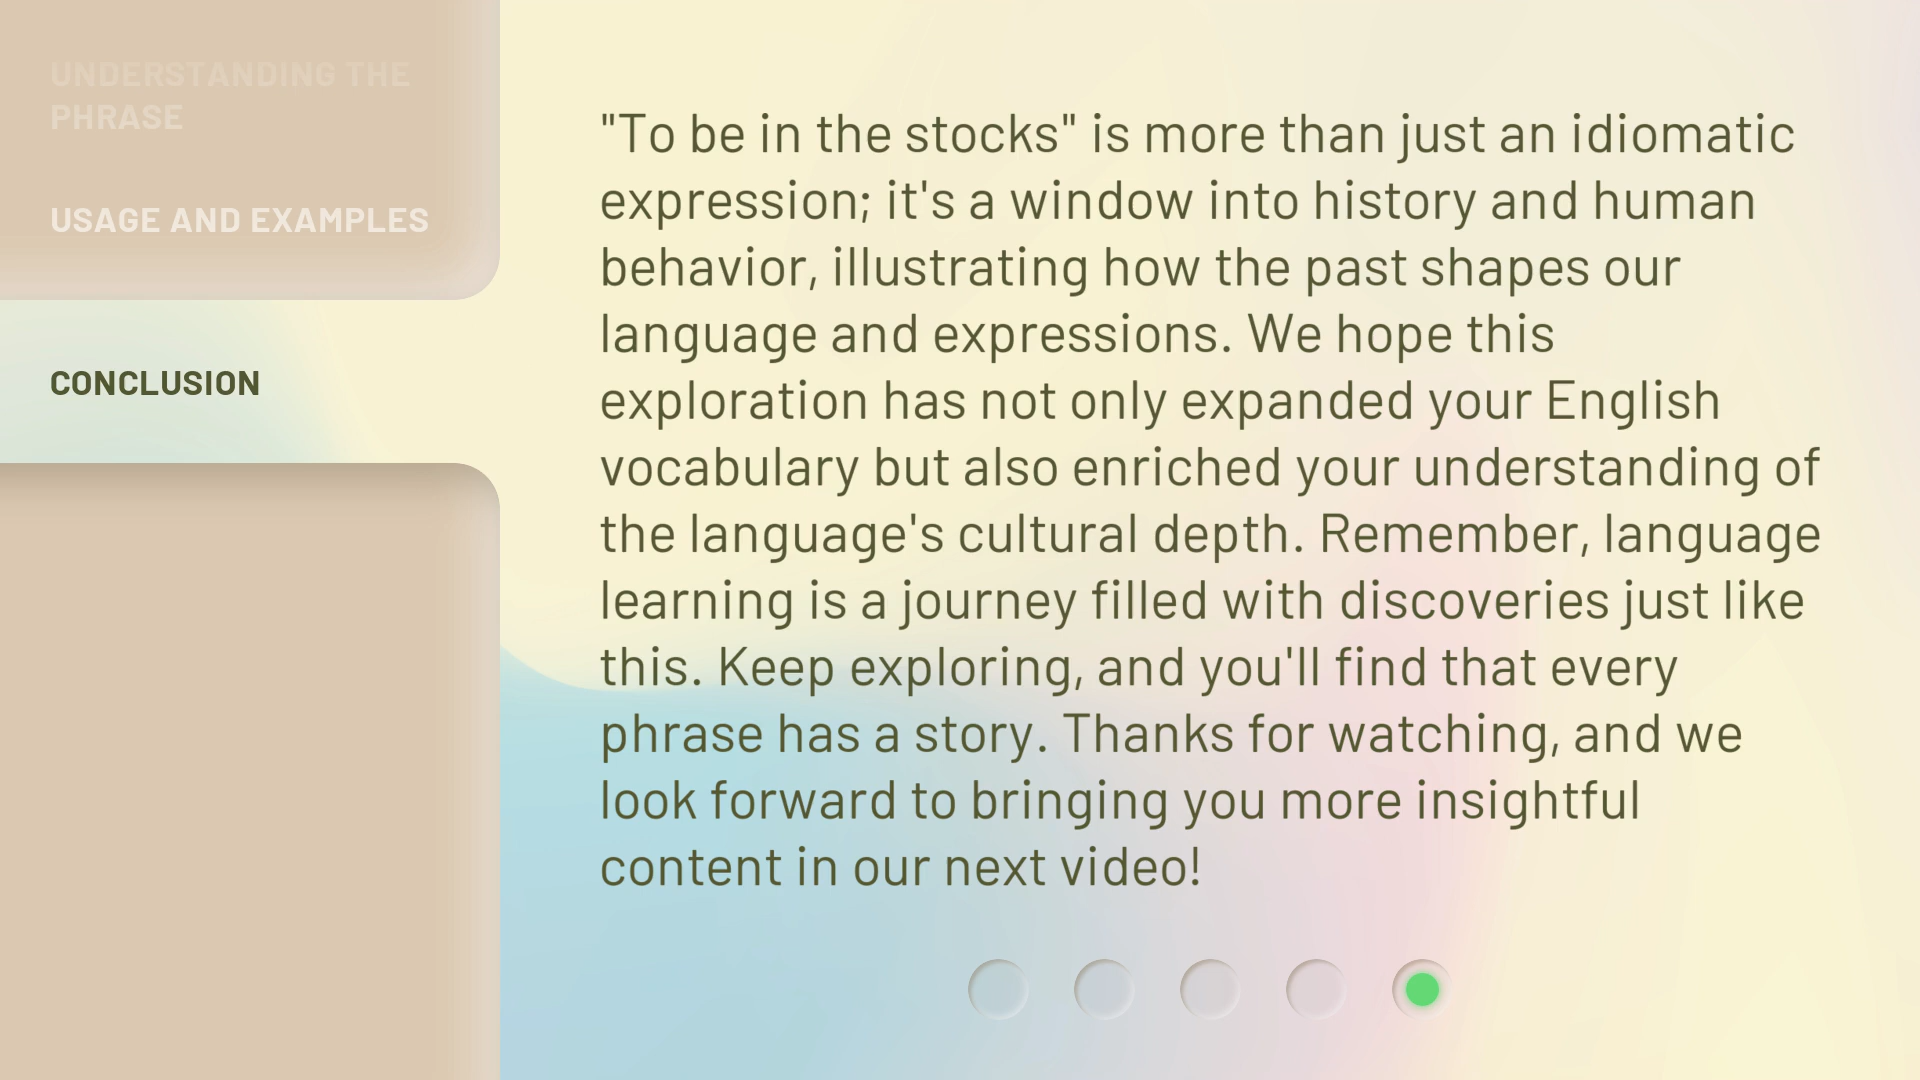 UNDERSTANDING THE
PHRASE
USAGE AND EXAMPLES
CONCLUSION
"To be in the stocks" is more than just an idiomatic
expression; it's a window into history and human
behavior, illustrating how the past shapes our
language and expressions. We hope this
exploration has not only expanded your English
vocabulary but also enriched your understanding of
the language's cultural depth. Remember, language
learning is a journey filled with discoveries just like
this. Keep exploring, and you'll find that every
phrase has a story. Thanks for watching, and we
look forward to bringing you more insightful
content in our next video!